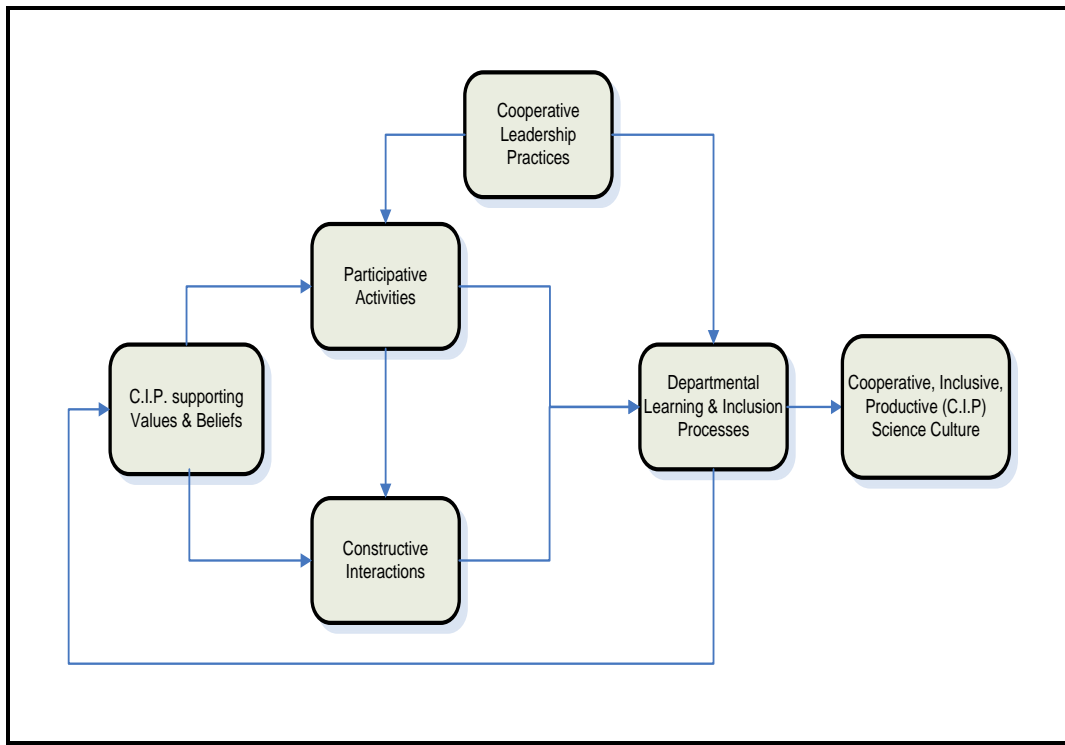 Cooperative
Leadership
Practices
Participative
Activities
C.I.P. supporting
Values & Beliefs
Departmental
Learning & Inclusion
Processes
Cooperative, Inclusive,
Productive (C.I.P)
Science Culture
Constructive
Interactions